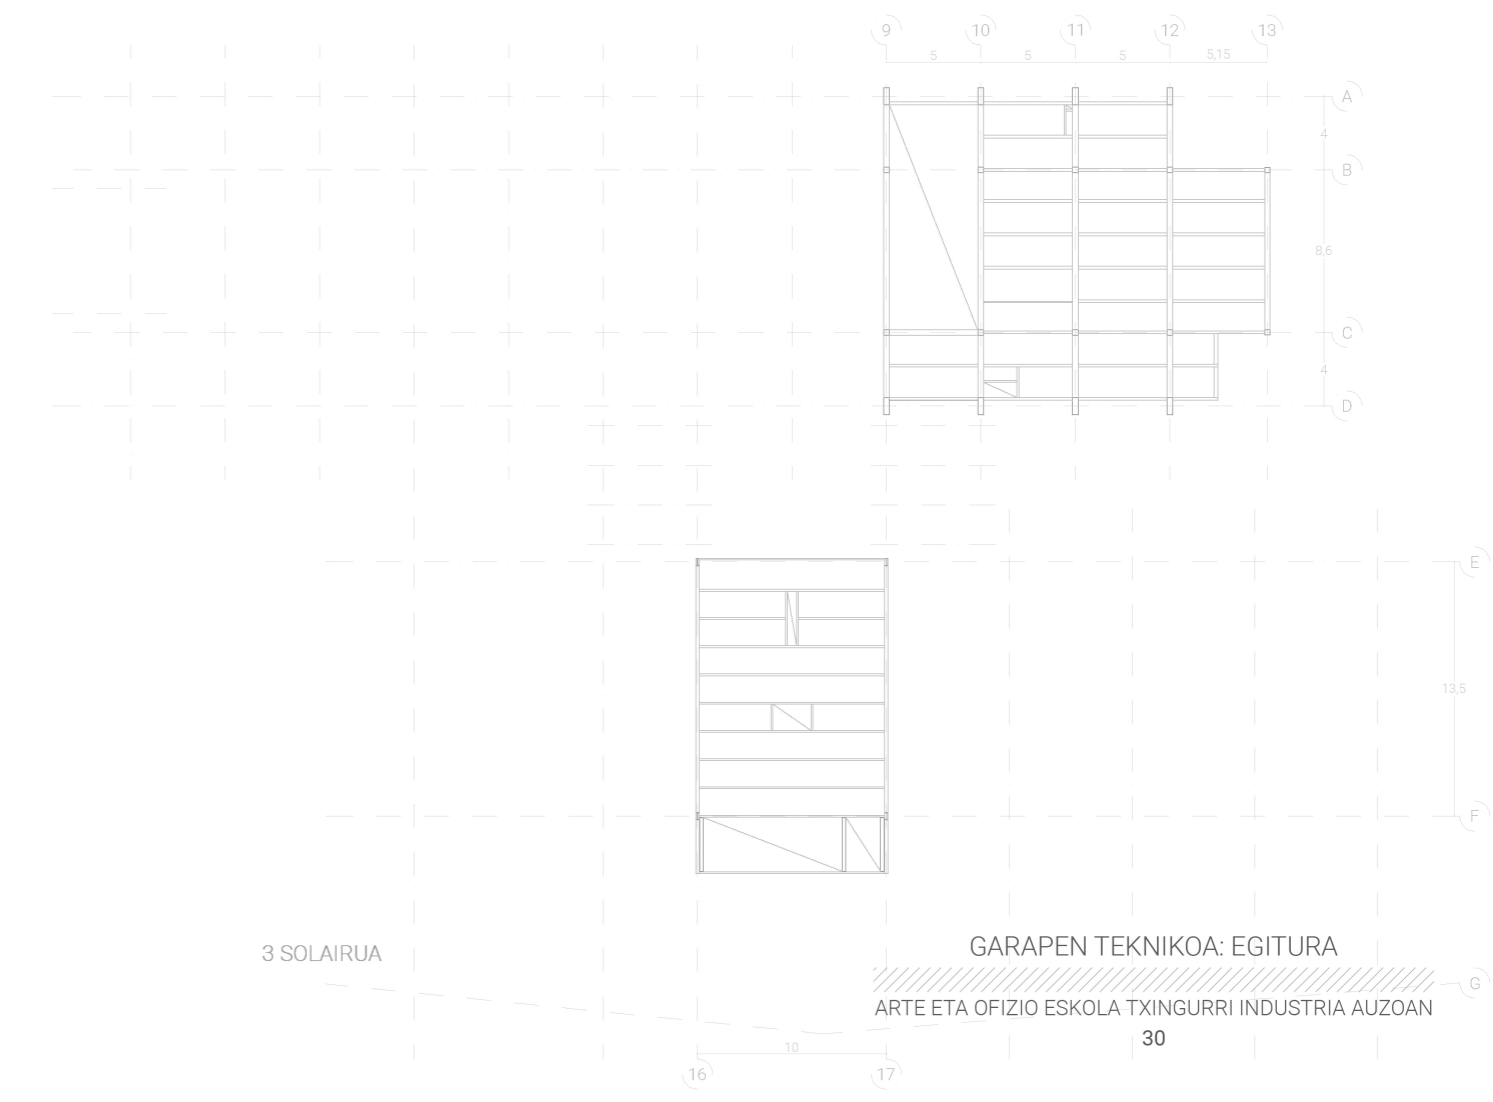 9 10 11 12 13
5 5 5 5,15
A
4
B
8,6
C
4
D
E
13,5
F
3 SOLAIRUA
GARAPEN TEKNIKOA: EGITURA
G
ARTE ETA OFIZIO ESKOLA TXINGURRI INDUSTRIA AUZOAN
30
10
16 17